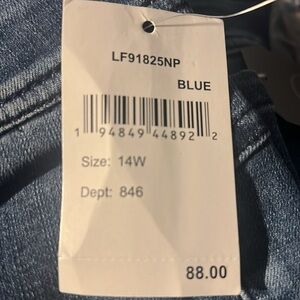 LF91825NP
BLUE
1 94849 44892 2
Size: 14W
Dept: 846
88.00